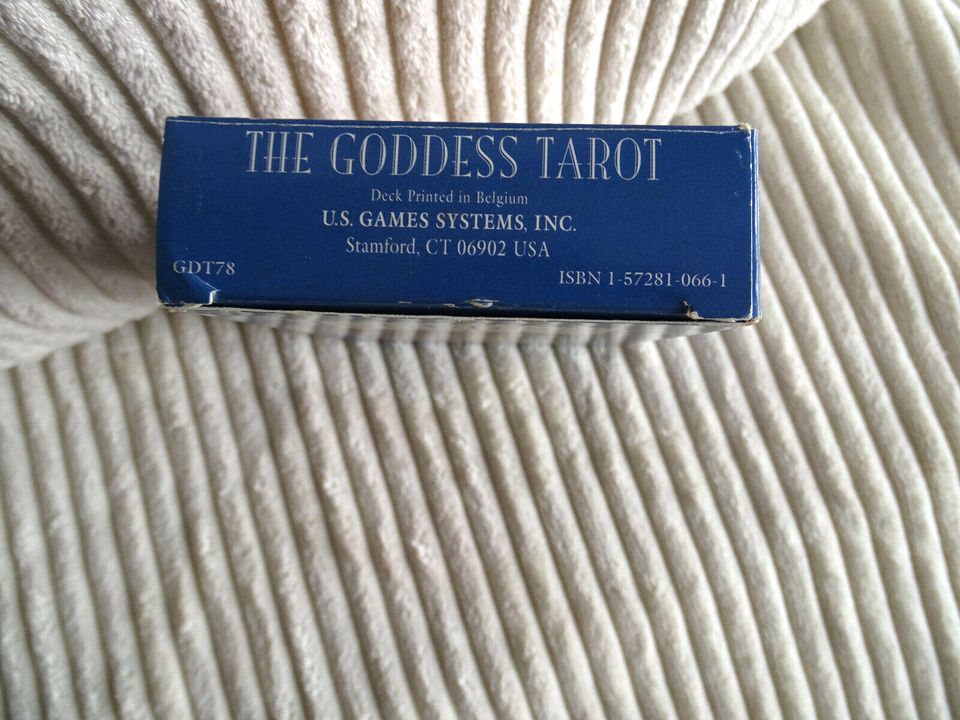 THE GODDESS TAROT
Deck Printed in Belgium
U.S. GAMES SYSTEMS, INC.
Stamford, CT 06902 USA
GDT78
ISBN 1-57281-066-1